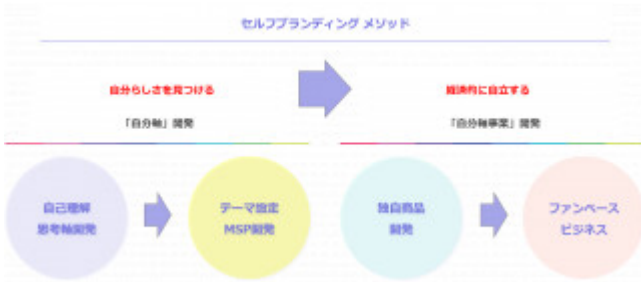 セルフブランディング メソッド
自分らしさを見つける
「自分軸」開発
経済的に自立する
「自分軸事業」開発
自己理解
思考軸開発
テーマ設定
MSP開発
独自商品
開発
ファンベース
ビジネス